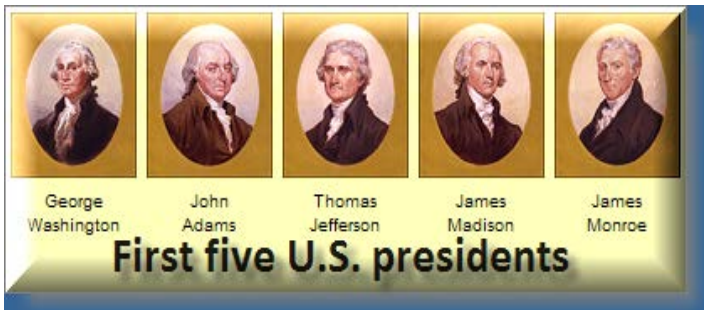 George Washington
John Adams
Thomas Jefferson
James Madison
James Monroe
First five U.S. presidents